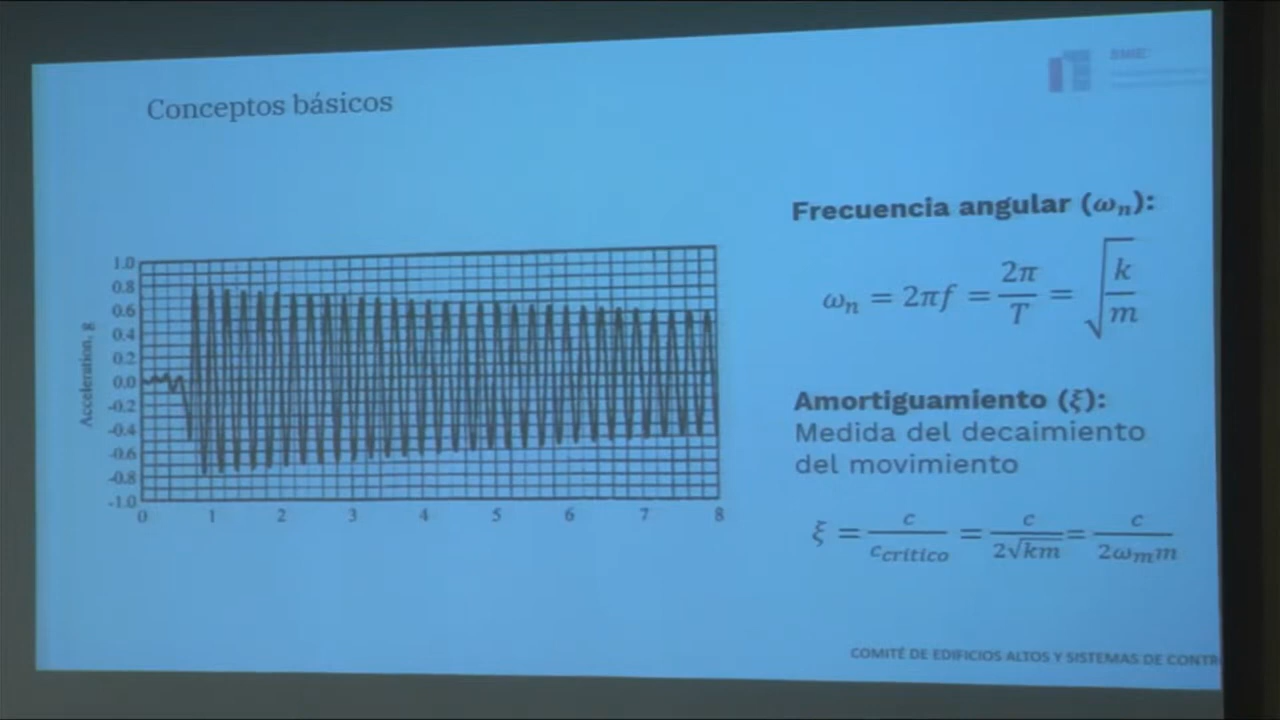 Conceptos básicos
Acceleration, g
1.0
0.8
0.6
0.4
0.2
0.0
-0.2
-0.4
-0.6
-0.8
-1.0
0 1 2 3 4 5 6 7 8
Frecuencia angular (ωₙ):
ωₙ = 2πf = 2π/T = √(k/m)
Amortiguamiento (ξ):
Medida del decaimiento
del movimiento
ξ = c/c_crítico = c/2√km = c/2ω_m m
COMITÉ DE EDIFICIOS ALTOS Y SISTEMAS DE CONTR